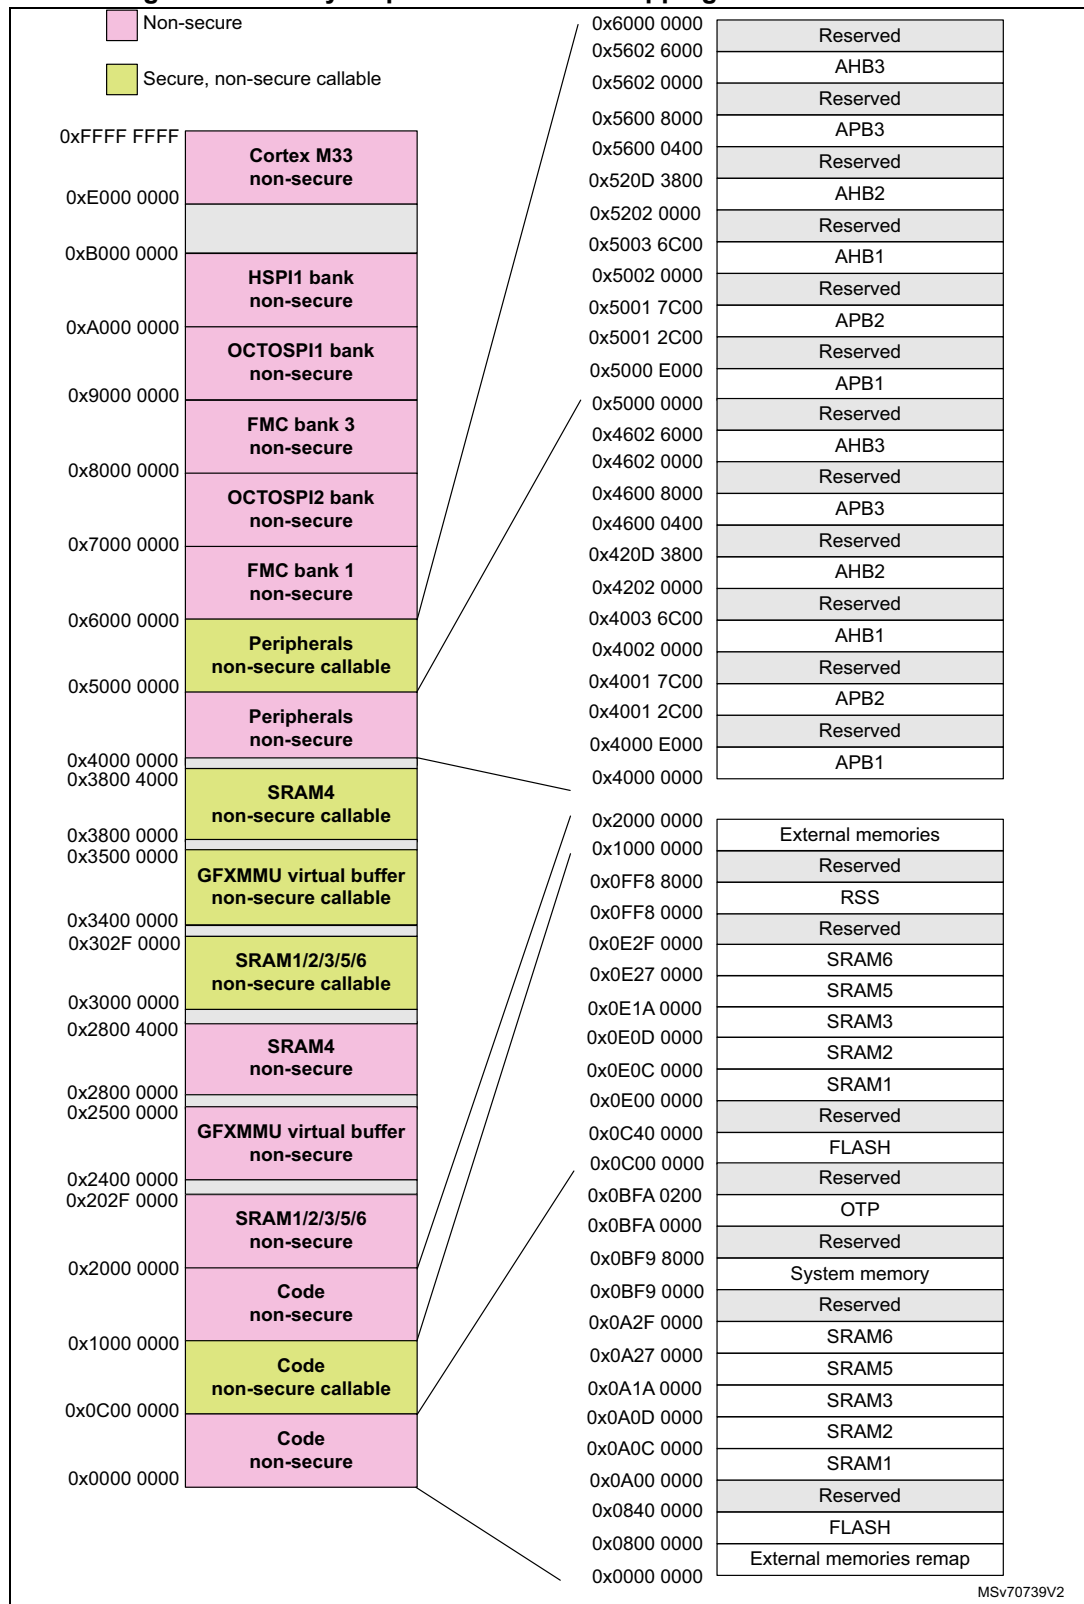 Non-secure
Secure, non-secure callable
0xFFFF FFFF
Cortex M33
non-secure
0xE000 0000
0xB000 0000
HSPI1 bank
non-secure
0xA000 0000
OCTOSPI1 bank
non-secure
0x9000 0000
FMC bank 3
non-secure
0x8000 0000
OCTOSPI2 bank
non-secure
0x7000 0000
FMC bank 1
non-secure
0x6000 0000
Peripherals
non-secure callable
0x5000 0000
Peripherals
non-secure
0x4000 0000
0x3800 4000
SRAM4
non-secure callable
0x3800 0000
0x3500 0000
GFXMMU virtual buffer
non-secure callable
0x3400 0000
0x302F 0000
SRAM1/2/3/5/6
non-secure callable
0x3000 0000
0x2800 4000
SRAM4
non-secure
0x2800 0000
0x2500 0000
GFXMMU virtual buffer
non-secure
0x2400 0000
0x202F 0000
SRAM1/2/3/5/6
non-secure
0x2000 0000
Code
non-secure
0x1000 0000
Code
non-secure callable
0x0C00 0000
Code
non-secure
0x0000 0000
0x6000 0000
Reserved
0x5602 6000
AHB3
0x5602 0000
Reserved
0x5600 8000
APB3
0x5600 0400
Reserved
0x520D 3800
AHB2
0x5202 0000
Reserved
0x5003 6C00
AHB1
0x5002 0000
Reserved
0x5001 7C00
APB2
0x5001 2C00
Reserved
0x5000 E000
APB1
0x5000 0000
Reserved
0x4602 6000
AHB3
0x4602 0000
Reserved
0x4600 8000
APB3
0x4600 0400
Reserved
0x420D 3800
AHB2
0x4202 0000
Reserved
0x4003 6C00
AHB1
0x4002 0000
Reserved
0x4001 7C00
APB2
0x4001 2C00
Reserved
0x4000 E000
APB1
0x4000 0000
0x2000 0000
External memories
0x1000 0000
Reserved
0x0FF8 8000
RSS
0x0FF8 0000
Reserved
0x0E2F 0000
SRAM6
0x0E27 0000
SRAM5
0x0E1A 0000
SRAM3
0x0E0D 0000
SRAM2
0x0E0C 0000
SRAM1
0x0E00 0000
Reserved
0x0C40 0000
FLASH
0x0C00 0000
Reserved
0x0BFA 0200
OTP
0x0BFA 0000
Reserved
0x0BF9 8000
System memory
0x0BF9 0000
Reserved
0x0A2F 0000
SRAM6
0x0A27 0000
SRAM5
0x0A1A 0000
SRAM3
0x0A0D 0000
SRAM2
0x0A0C 0000
SRAM1
0x0A00 0000
Reserved
0x0840 0000
FLASH
0x0800 0000
External memories remap
0x0000 0000
MSv70739V2